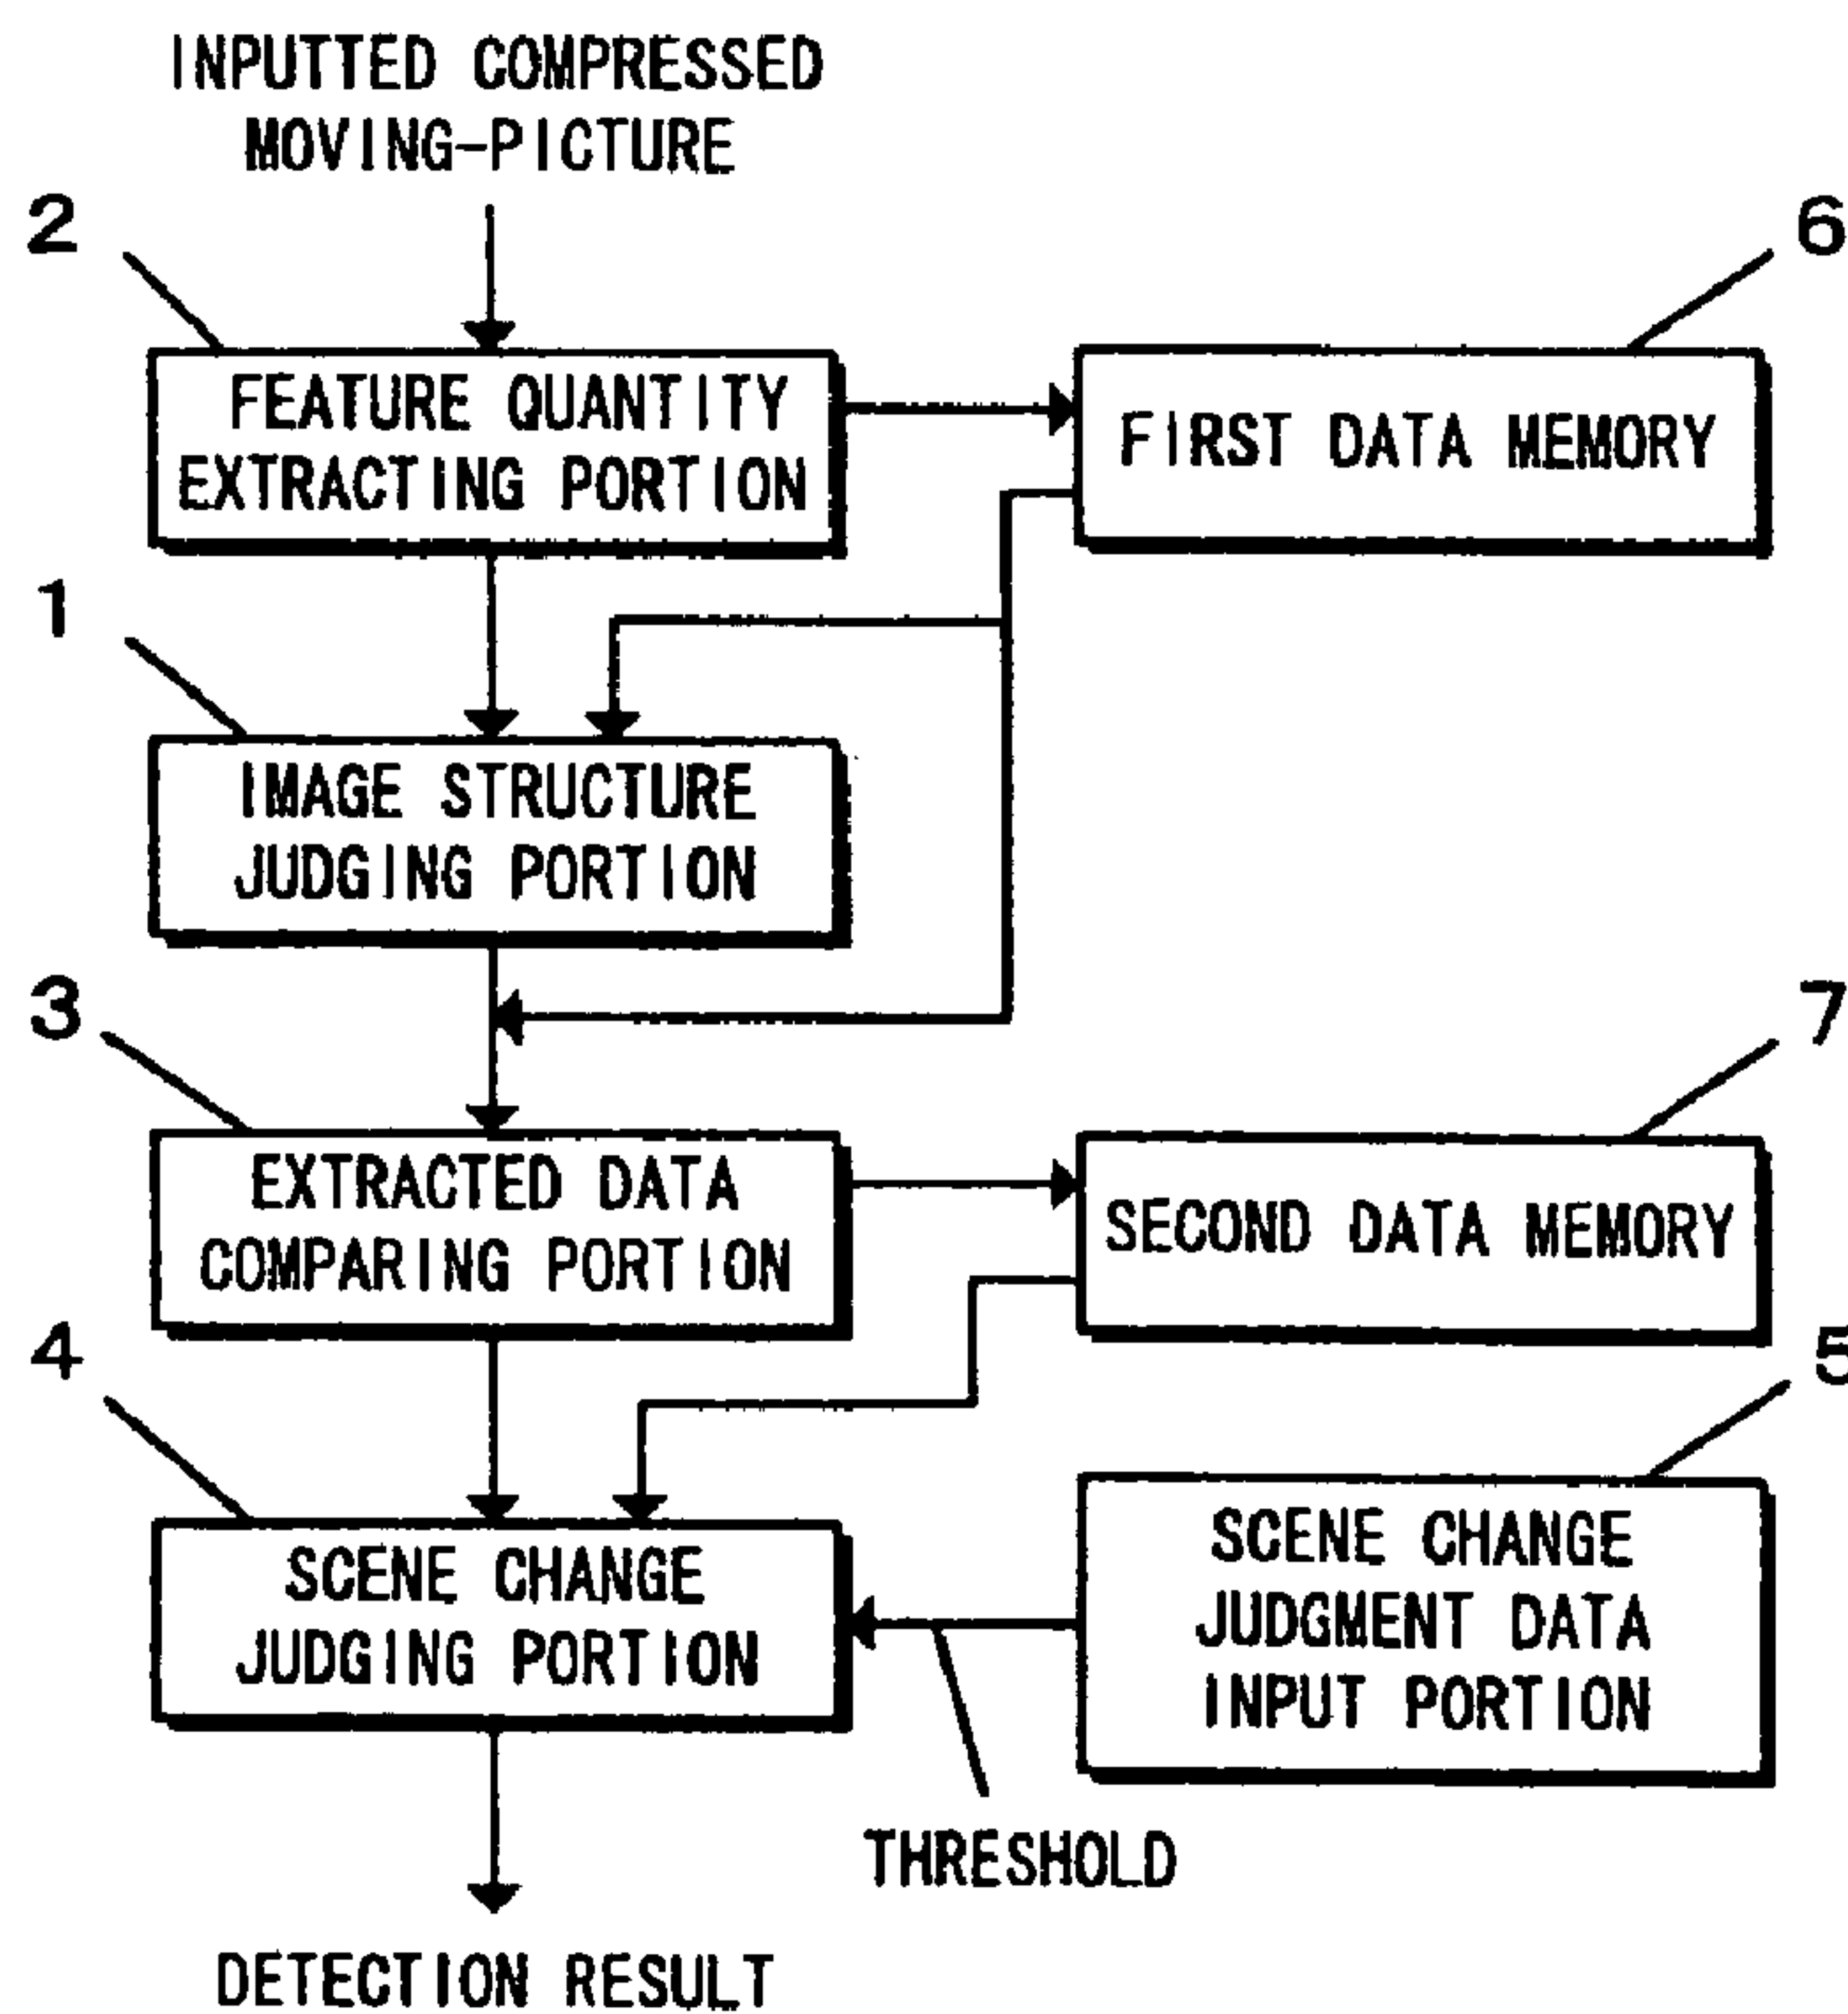 INPUTTED COMPRESSED
MOVING-PICTURE
2
6
FEATURE QUANTITY
EXTRACTING PORTION
FIRST DATA MEMORY
1
IMAGE STRUCTURE
JUDGING PORTION
3
7
EXTRACTED DATA
COMPARING PORTION
SECOND DATA MEMORY
4
5
SCENE CHANGE
JUDGING PORTION
SCENE CHANGE
JUDGMENT DATA
INPUT PORTION
THRESHOLD
DETECTION RESULT